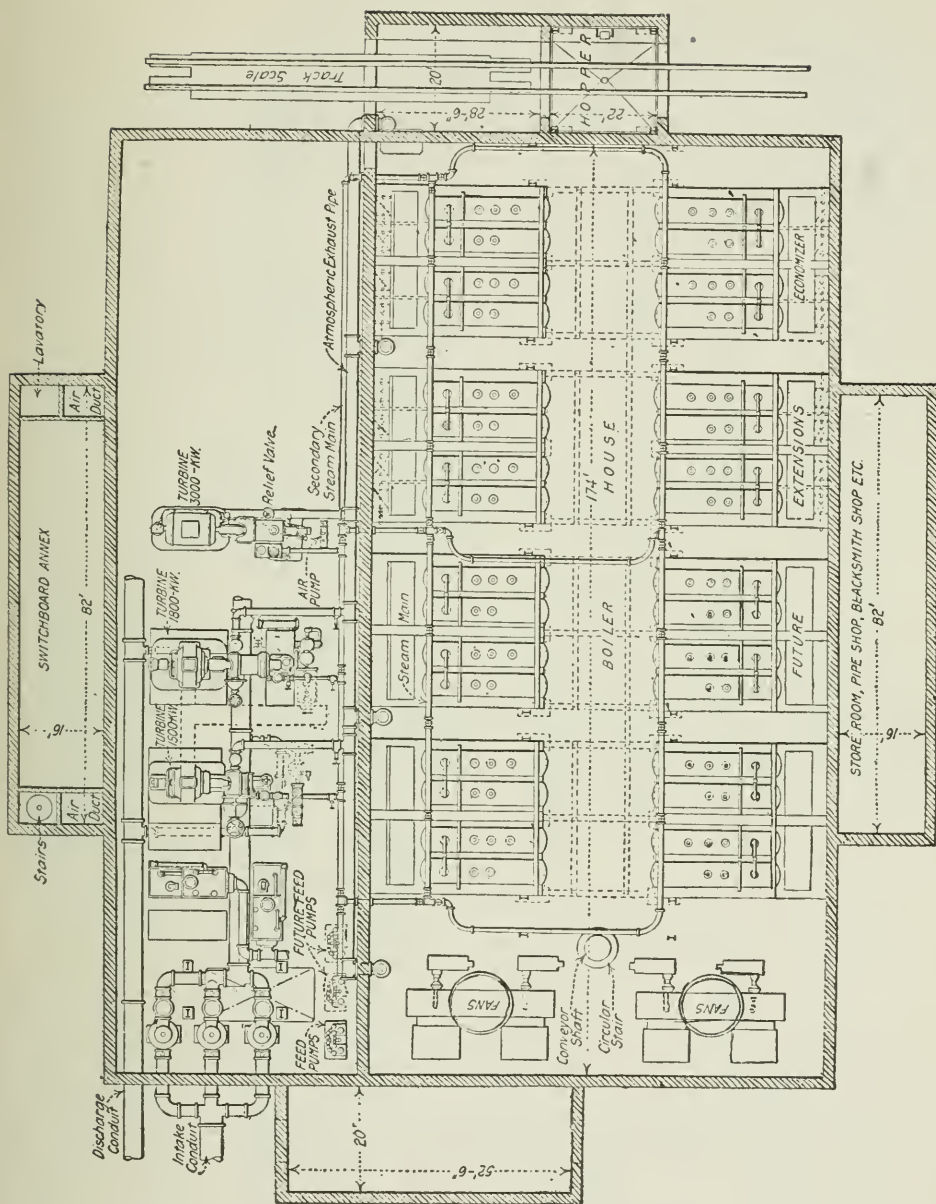 Track Scale
20'
28'-6"
HOPPER
22'
Lavatory
Air
Duct
SWITCHBOARD ANNEX
82'
16'
Stairs
Air
Duct
Atmospheric Exhaust Pipe
Secondary
Steam Main
TURBINE
3000-KW.
Relief Valve
AIR
PUMP
TURBINE
1800-KW.
TURBINE
1500-KW.
FUTURE FEED
PUMPS
FEED
PUMPS
Discharge
Conduit
Intake
Conduit
Steam Main
BOILER
174'
HOUSE
ECONOMIZER
EXTENSIONS
FUTURE
FANS
FANS
Conveyor
Shaft
Circular
Stair
20'
52'-6"
STORE ROOM, PIPE SHOP, BLACKSMITH SHOP ETC.
82'
16'